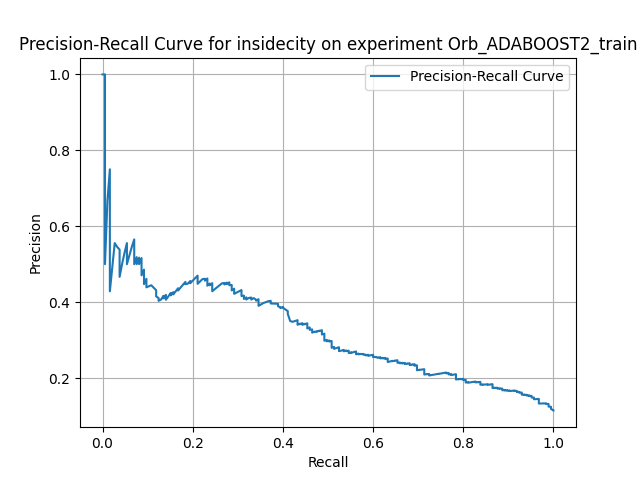 Precision-Recall Curve for insidecity on experiment Orb_ADABOOST2_train
Precision-Recall Curve
1.0
0.8
0.6
0.4
0.2
Precision
0.0 0.2 0.4 0.6 0.8 1.0
Recall